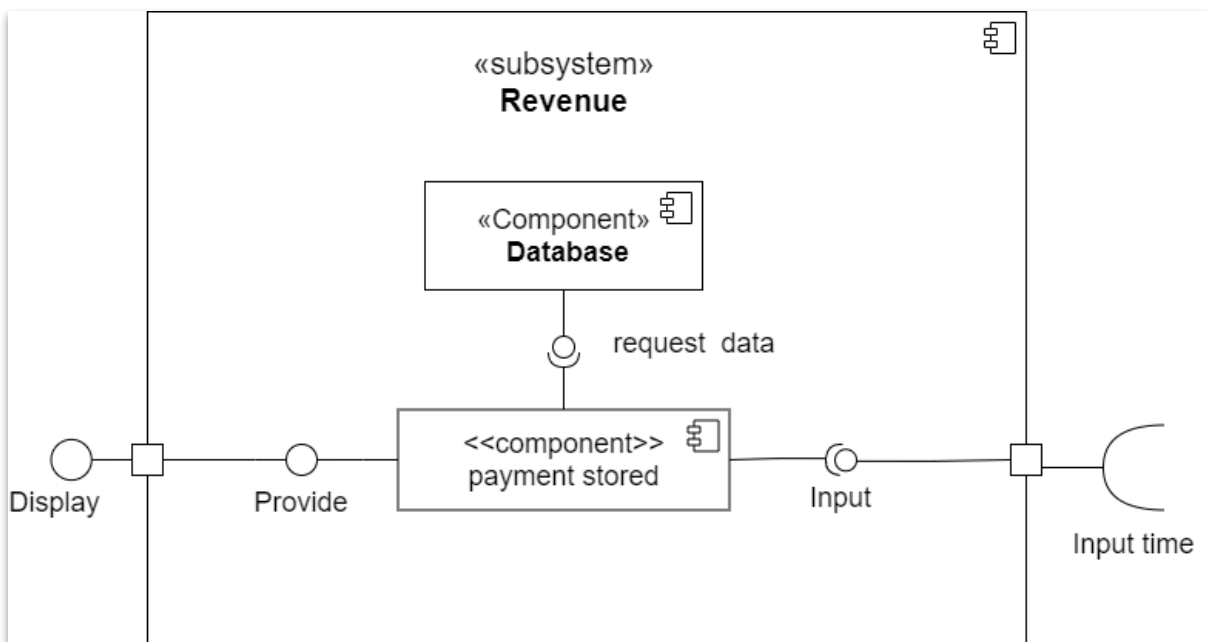 «subsystem»
Revenue
«Component»
Database
request data
<<component>>
payment stored
Display
Provide
Input
Input time